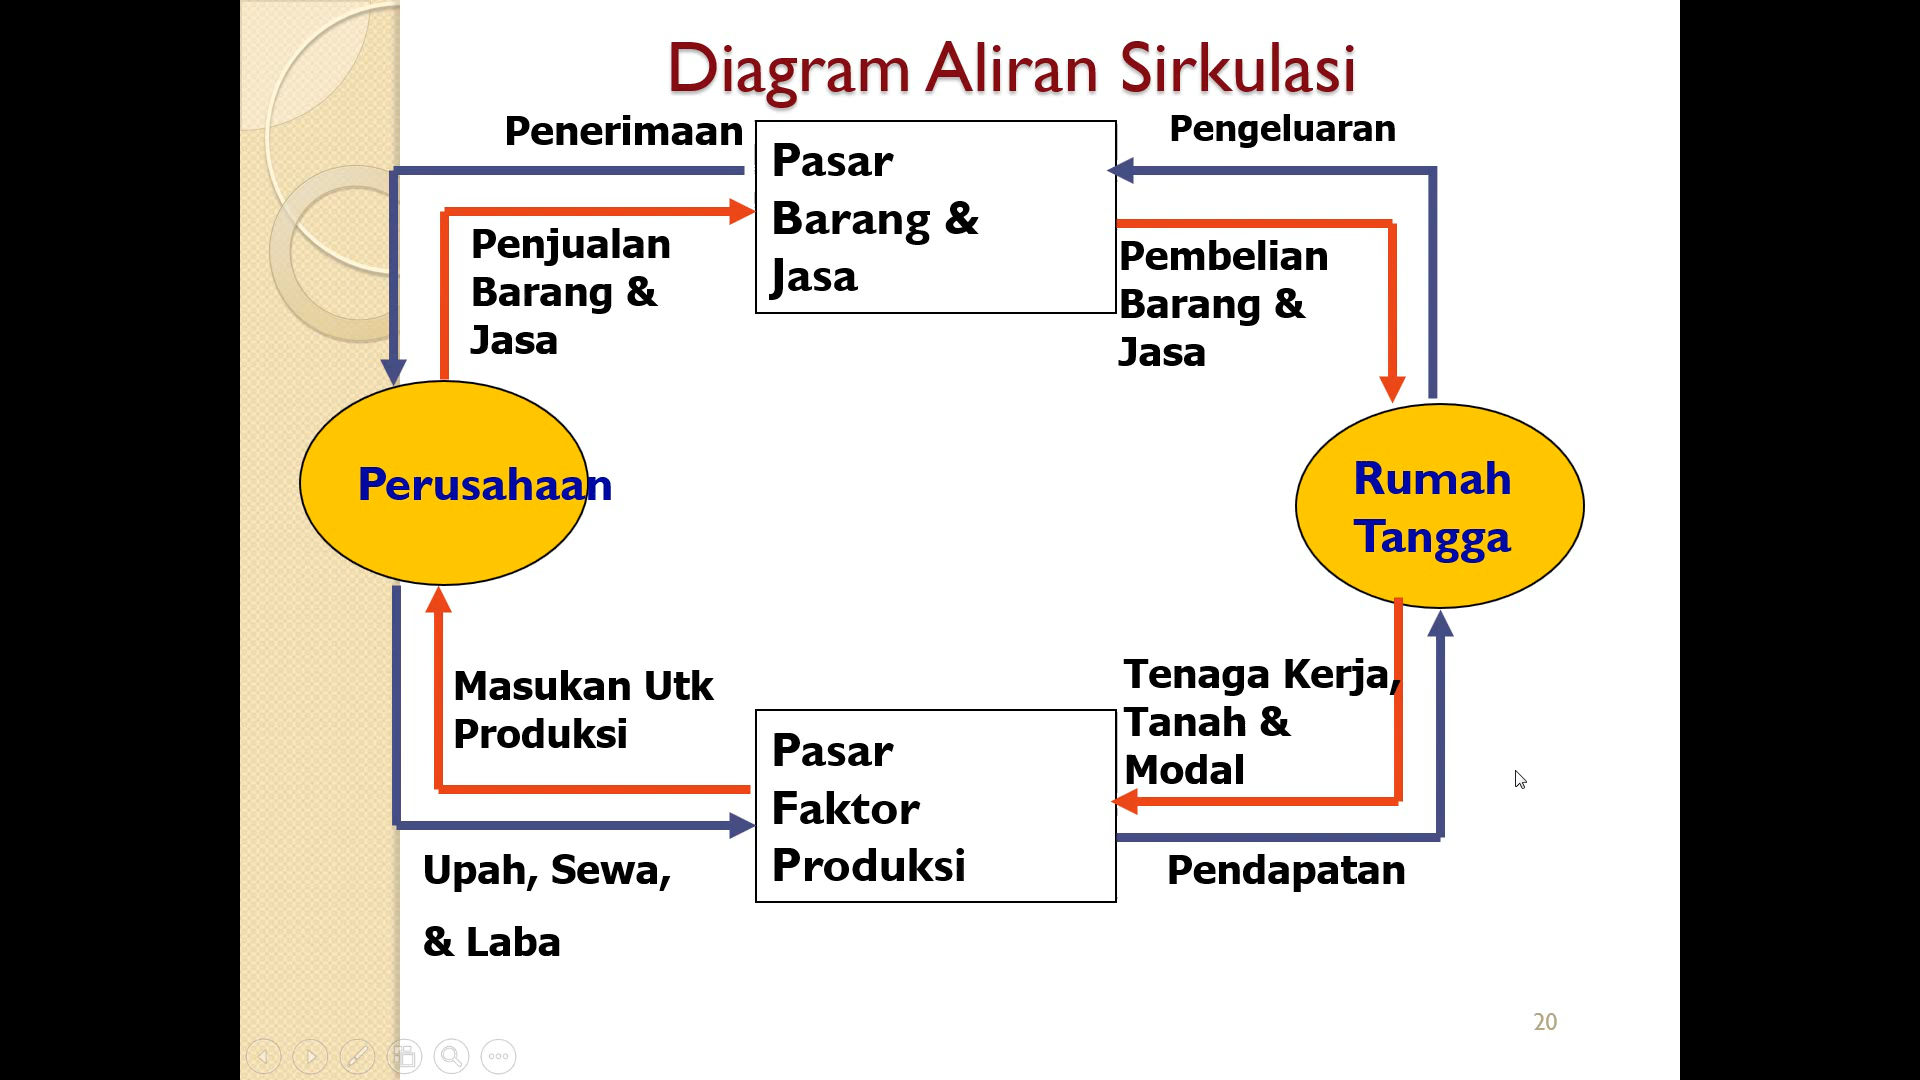 Diagram Aliran Sirkulasi
Penerimaan
Pengeluaran
Pasar
Barang &
Jasa
Penjualan
Barang &
Jasa
Pembelian
Barang &
Jasa
Perusahaan
Rumah
Tangga
Masukan Utk
Produksi
Tenaga Kerja,
Tanah &
Modal
Pasar
Faktor
Produksi
Upah, Sewa,
& Laba
Pendapatan
20